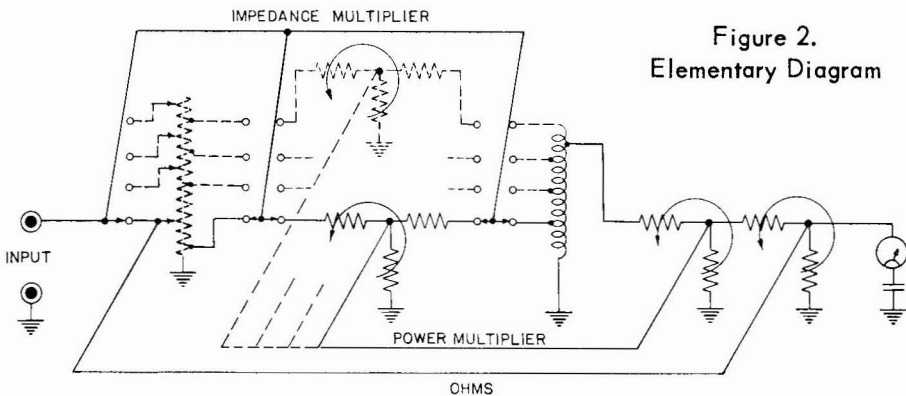 IMPEDANCE MULTIPLIER
Figure 2.
Elementary Diagram
INPUT
POWER MULTIPLIER
OHMS